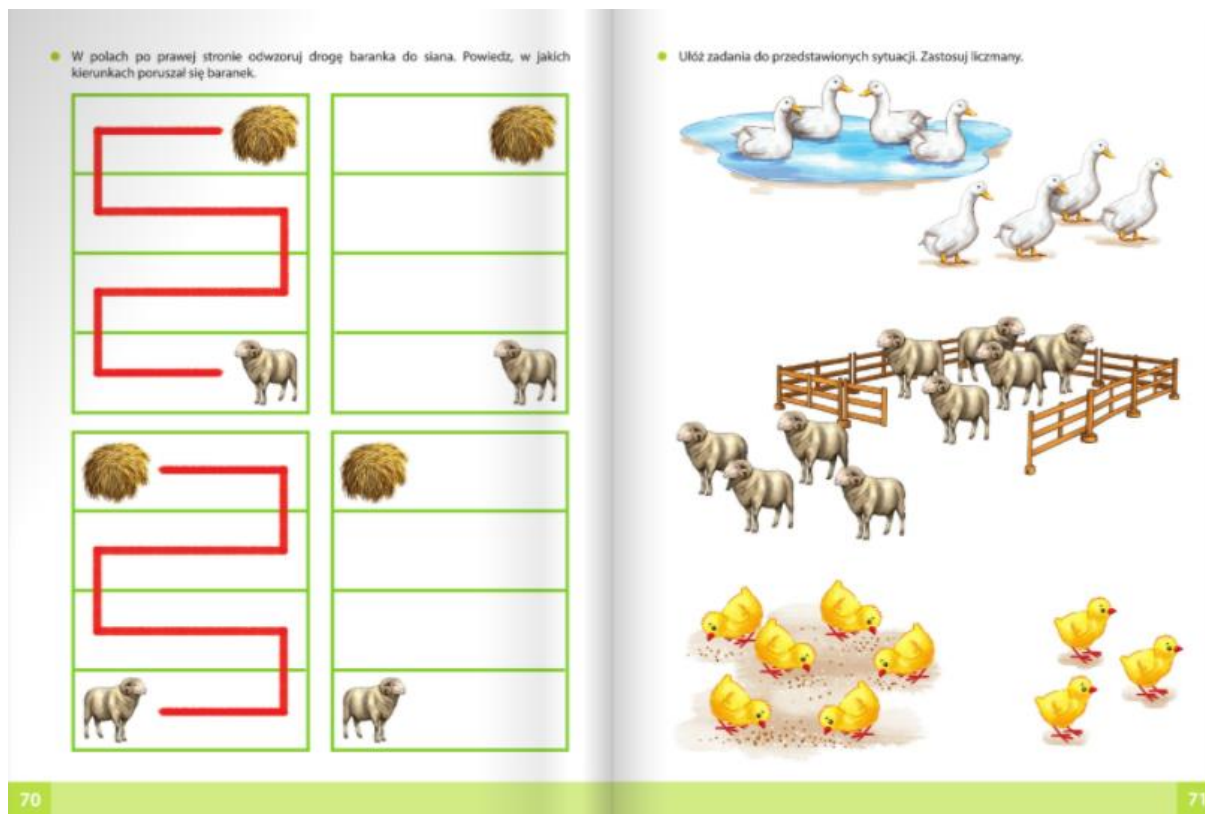 W polach po prawej stronie odwzoruj drogę baranka do siana. Powiedz, w jakich
kierunkach poruszał się baranek.
Ułóż zadania do przedstawionych sytuacji. Zastosuj liczmany.
70
71